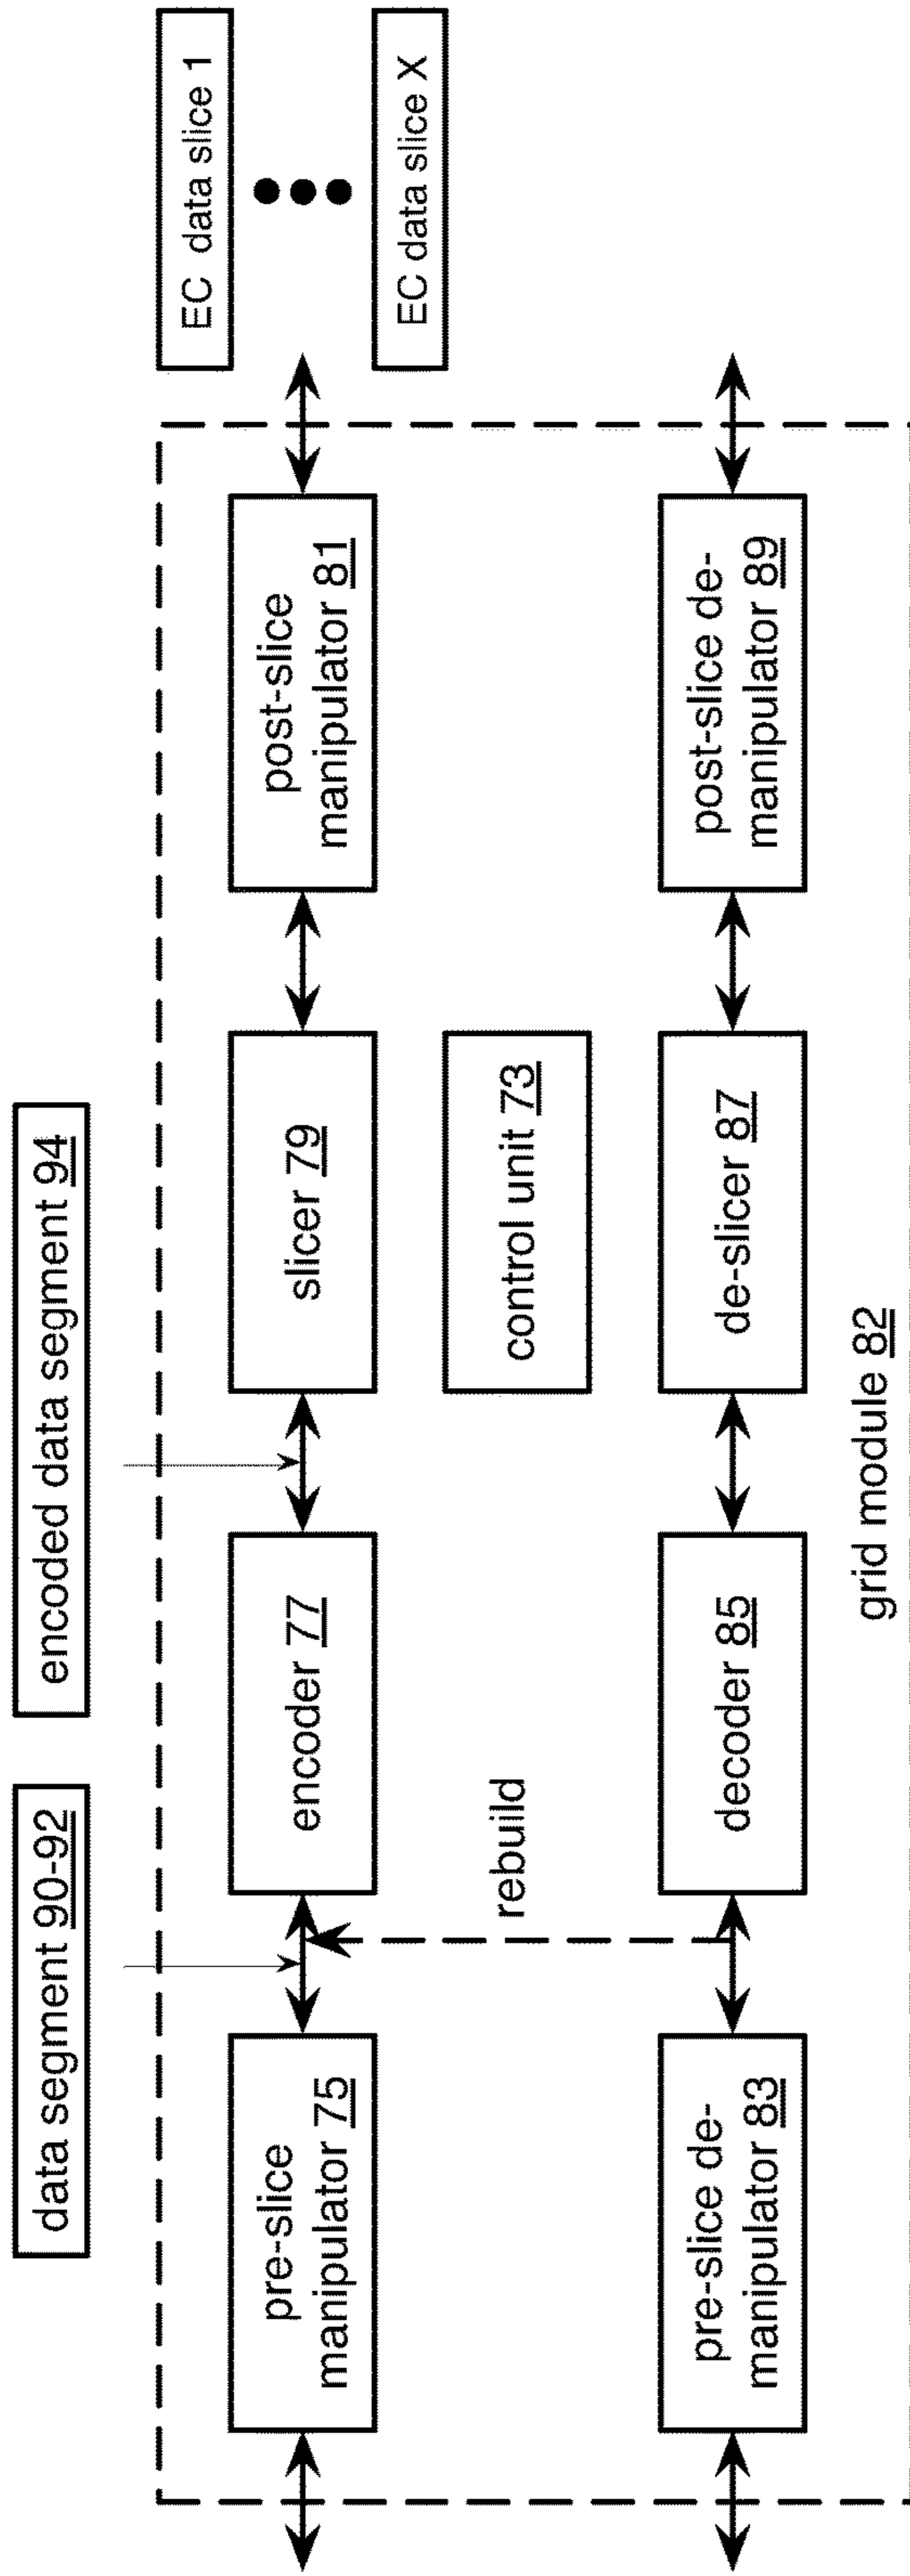 data segment 90-92
encoded data segment 94
EC data slice 1
EC data slice X
pre-slice
manipulator 75
encoder 77
slicer 79
post-slice
manipulator 81
rebuild
control unit 73
pre-slice de-
manipulator 83
decoder 85
de-slicer 87
post-slice de-
manipulator 89
grid module 82